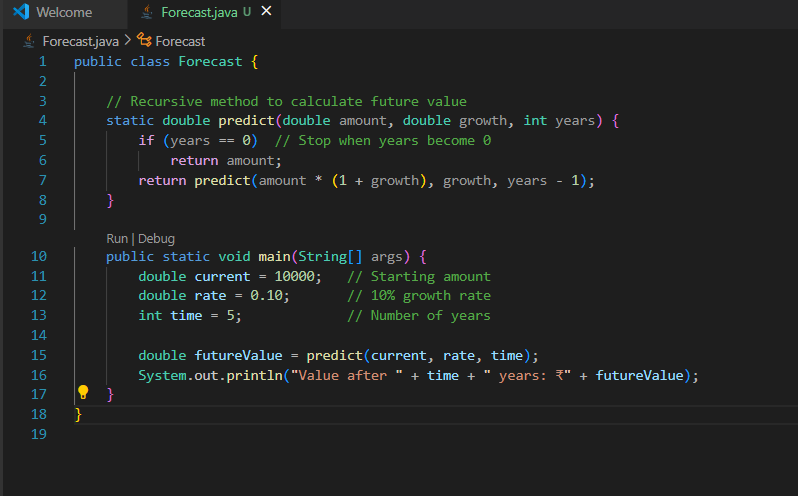 Welcome Forecast.java U ×
Forecast.java > Forecast
1 public class Forecast {
2
3 // Recursive method to calculate future value
4 static double predict(double amount, double growth, int years) {
5 if (years == 0) // Stop when years become 0
6 return amount;
7 return predict(amount * (1 + growth), growth, years - 1);
8 }
9
Run | Debug
10 public static void main(String[] args) {
11 double current = 10000; // Starting amount
12 double rate = 0.10; // 10% growth rate
13 int time = 5; // Number of years
14
15 double futureValue = predict(current, rate, time);
16 System.out.println("Value after " + time + " years: ₹" + futureValue);
17 }
18 }
19